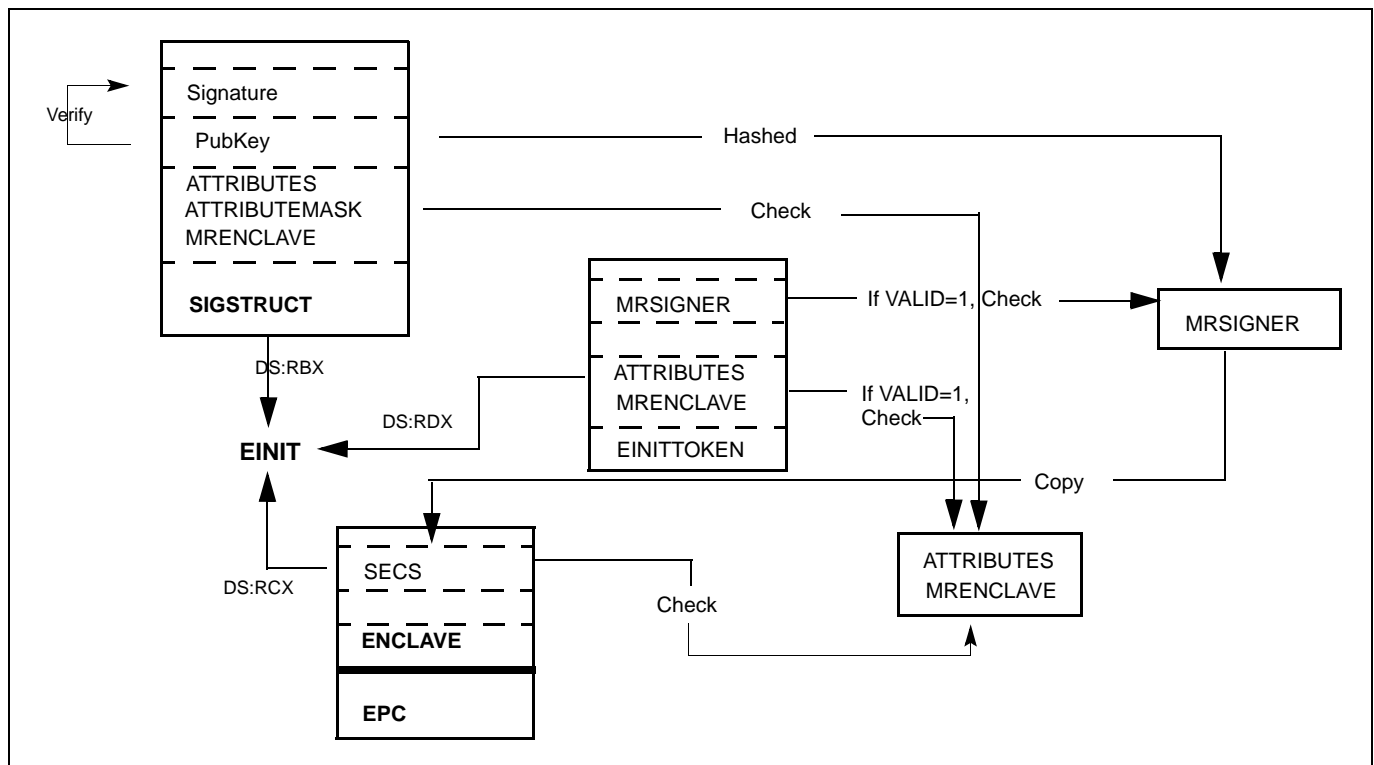 Signature
Verify
PubKey
Hashed
ATTRIBUTES
ATTRIBUTEMASK
MRENCLAVE
Check
SIGSTRUCT
MRSIGNER
If VALID=1, Check
MRSIGNER
DS:RBX
ATTRIBUTES
MRENCLAVE
If VALID=1,
Check
DS:RDX
EINIT
EINITTOKEN
Copy
SECS
DS:RCX
ATTRIBUTES
MRENCLAVE
Check
ENCLAVE
EPC